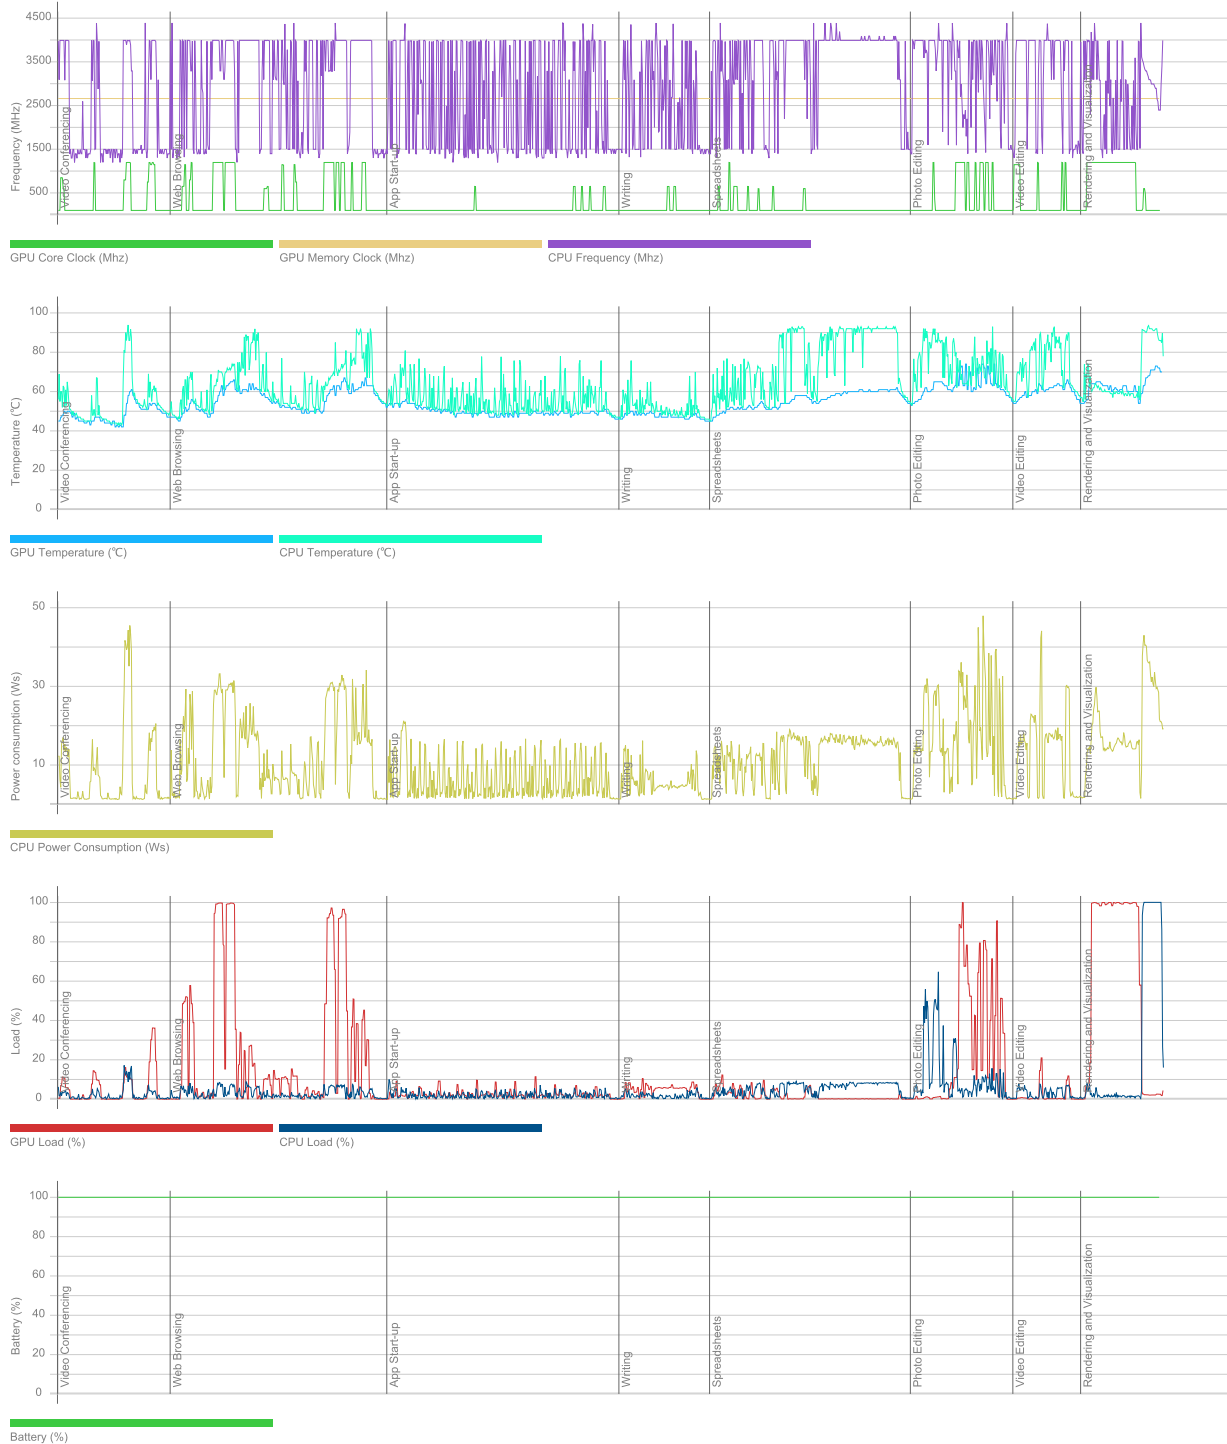 4500
3500
2500
1500
500
Frequency (MHz)
Video Conferencing
Web Browsing
App Start-up
Writing
Spreadsheets
Photo Editing
Video Editing
Rendering and Visualization
GPU Core Clock (Mhz)
GPU Memory Clock (Mhz)
CPU Frequency (Mhz)
100
80
60
40
20
0
Temperature (℃)
Video Conferencing
Web Browsing
App Start-up
Writing
Spreadsheets
Photo Editing
Video Editing
Rendering and Visualization
GPU Temperature (℃)
CPU Temperature (℃)
50
30
10
Power consumption (Ws)
Video Conferencing
Web Browsing
App Start-up
Writing
Spreadsheets
Photo Editing
Video Editing
Rendering and Visualization
CPU Power Consumption (Ws)
100
80
60
40
20
0
Load (%)
Video Conferencing
Web Browsing
App Start-up
Writing
Spreadsheets
Photo Editing
Video Editing
Rendering and Visualization
GPU Load (%)
CPU Load (%)
100
80
60
40
20
0
Battery (%)
Video Conferencing
Web Browsing
App Start-up
Writing
Spreadsheets
Photo Editing
Video Editing
Rendering and Visualization
Battery (%)